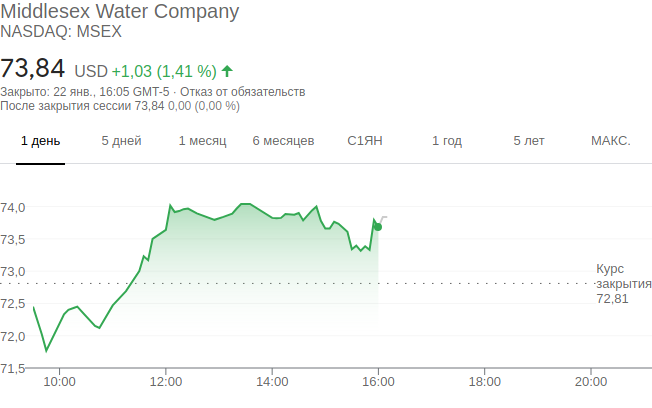 Middlesex Water Company
NASDAQ: MSEX
73,84 USD +1,03 (1,41 %)
Закрыто: 22 янв., 16:05 GMT-5 · Отказ от обязательств
После закрытия сессии 73,84 0,00 (0,00 %)
1 день 5 дней 1 месяц 6 месяцев С1ЯН 1 год 5 лет МАКС.
74,0
73,5
73,0
72,5
72,0
71,5
Курс
закрытия
72,81
10:00 12:00 14:00 16:00 18:00 20:00